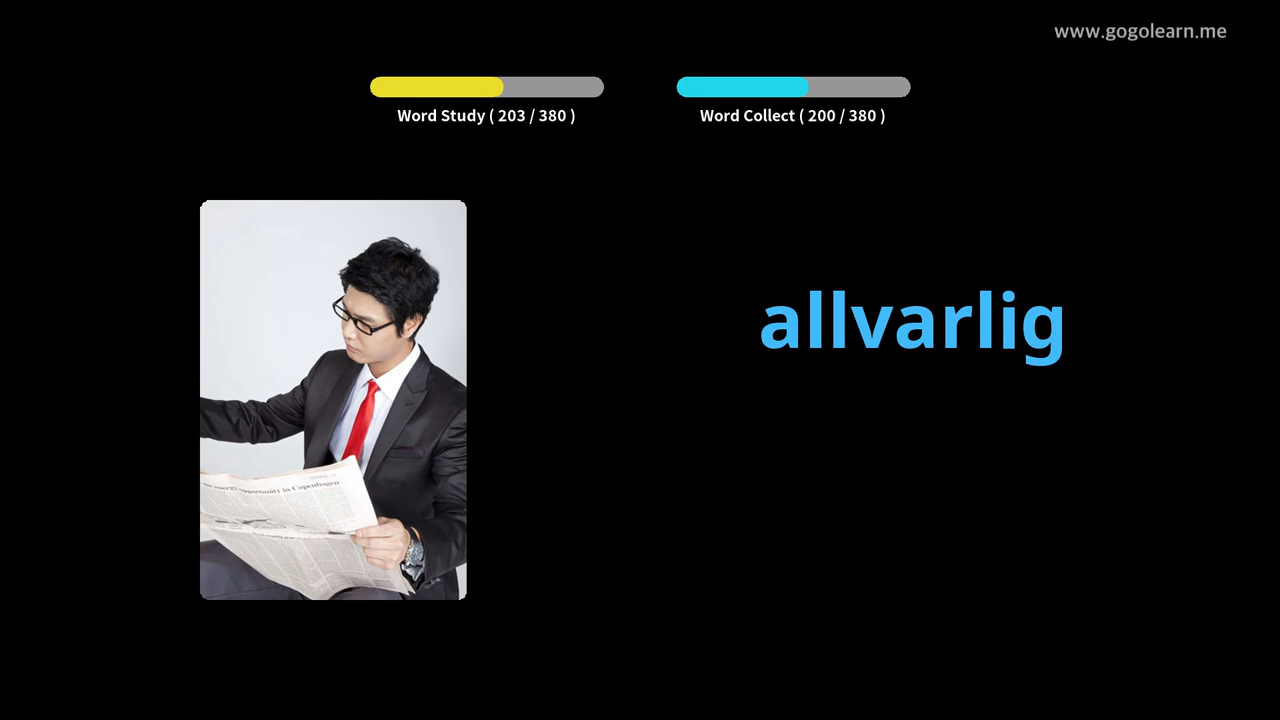 www.gogolearn.me
Word Study ( 203 / 380 )
Word Collect ( 200 / 380 )
allvarlig
opportunity in Copenhagen